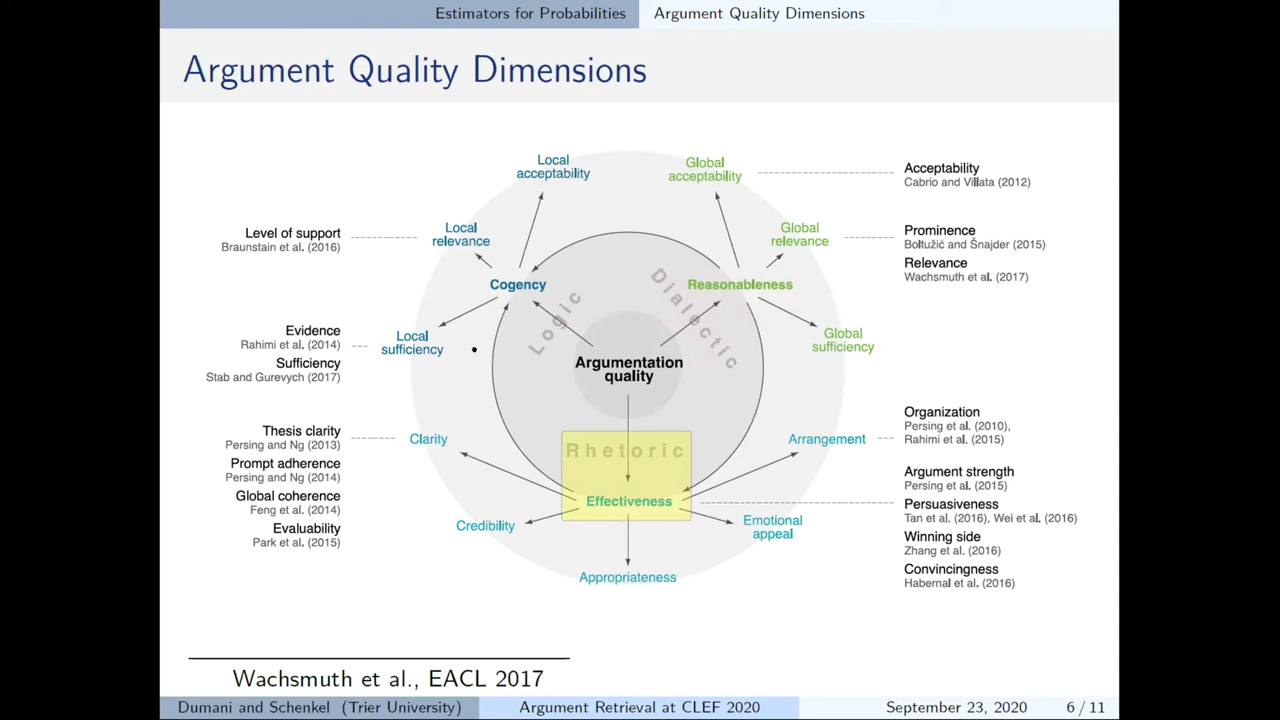 Estimators for Probabilities
Argument Quality Dimensions
Argument Quality Dimensions
Local
acceptability
Global
acceptability
Acceptability
Cabrio and Villata (2012)
Level of support
Braunstain et al. (2016)
Local
relevance
Global
relevance
Prominence
Boltužić and Šnajder (2015)
Relevance
Wachsmuth et al. (2017)
Cogency
Reasonableness
Logic
Dialectic
Evidence
Rahimi et al. (2014)
Sufficiency
Stab and Gurevych (2017)
Local
sufficiency
Global
sufficiency
Argumentation
quality
Thesis clarity
Persing and Ng (2013)
Prompt adherence
Persing and Ng (2014)
Global coherence
Feng et al. (2014)
Evaluability
Park et al. (2015)
Clarity
Rhetoric
Effectiveness
Arrangement
Organization
Persing et al. (2010),
Rahimi et al. (2015)
Argument strength
Persing et al. (2015)
Persuasiveness
Tan et al. (2016), Wei et al. (2016)
Winning side
Zhang et al. (2016)
Convincingness
Habernal et al. (2016)
Credibility
Emotional
appeal
Appropriateness
Wachsmuth et al., EACL 2017
Dumani and Schenkel (Trier University)
Argument Retrieval at CLEF 2020
September 23, 2020
6 / 11